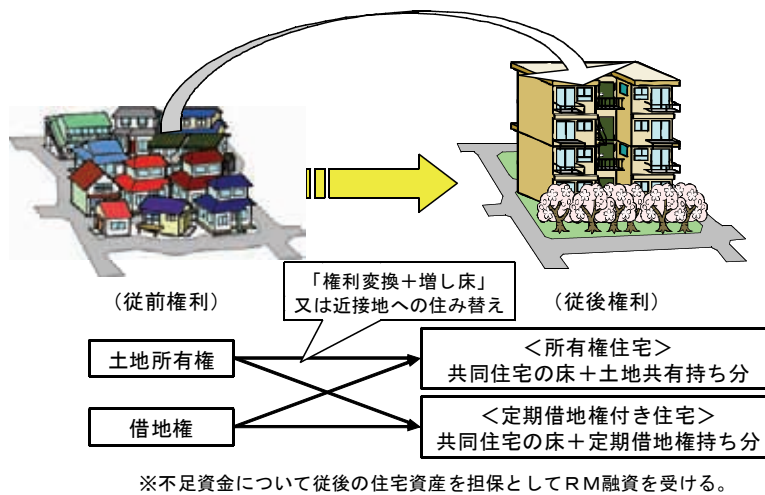 （従前権利）
「権利変換＋増し床」
又は近接地への住み替え
（従後権利）
土地所有権
＜所有権住宅＞
共同住宅の床＋土地共有持ち分
借地権
＜定期借地権付き住宅＞
共同住宅の床＋定期借地権持ち分
※不足資金について従後の住宅資産を担保としてＲＭ融資を受ける。